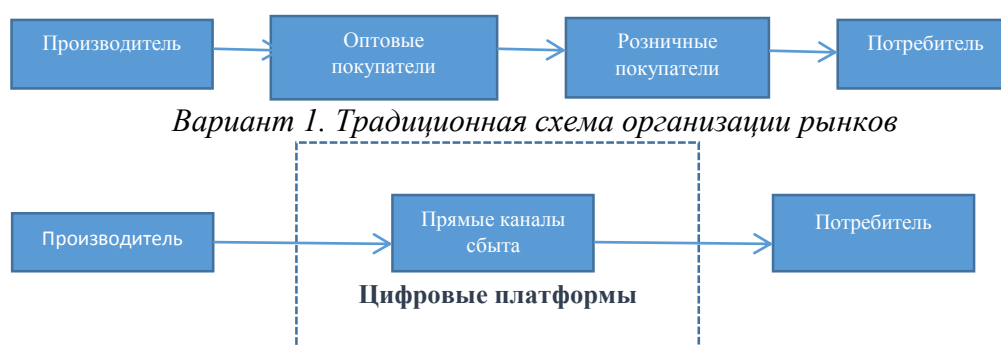 Производитель
Оптовые
покупатели
Розничные
покупатели
Потребитель
Вариант 1. Традиционная схема организации рынков
Производитель
Прямые каналы
сбыта
Потребитель
Цифровые платформы